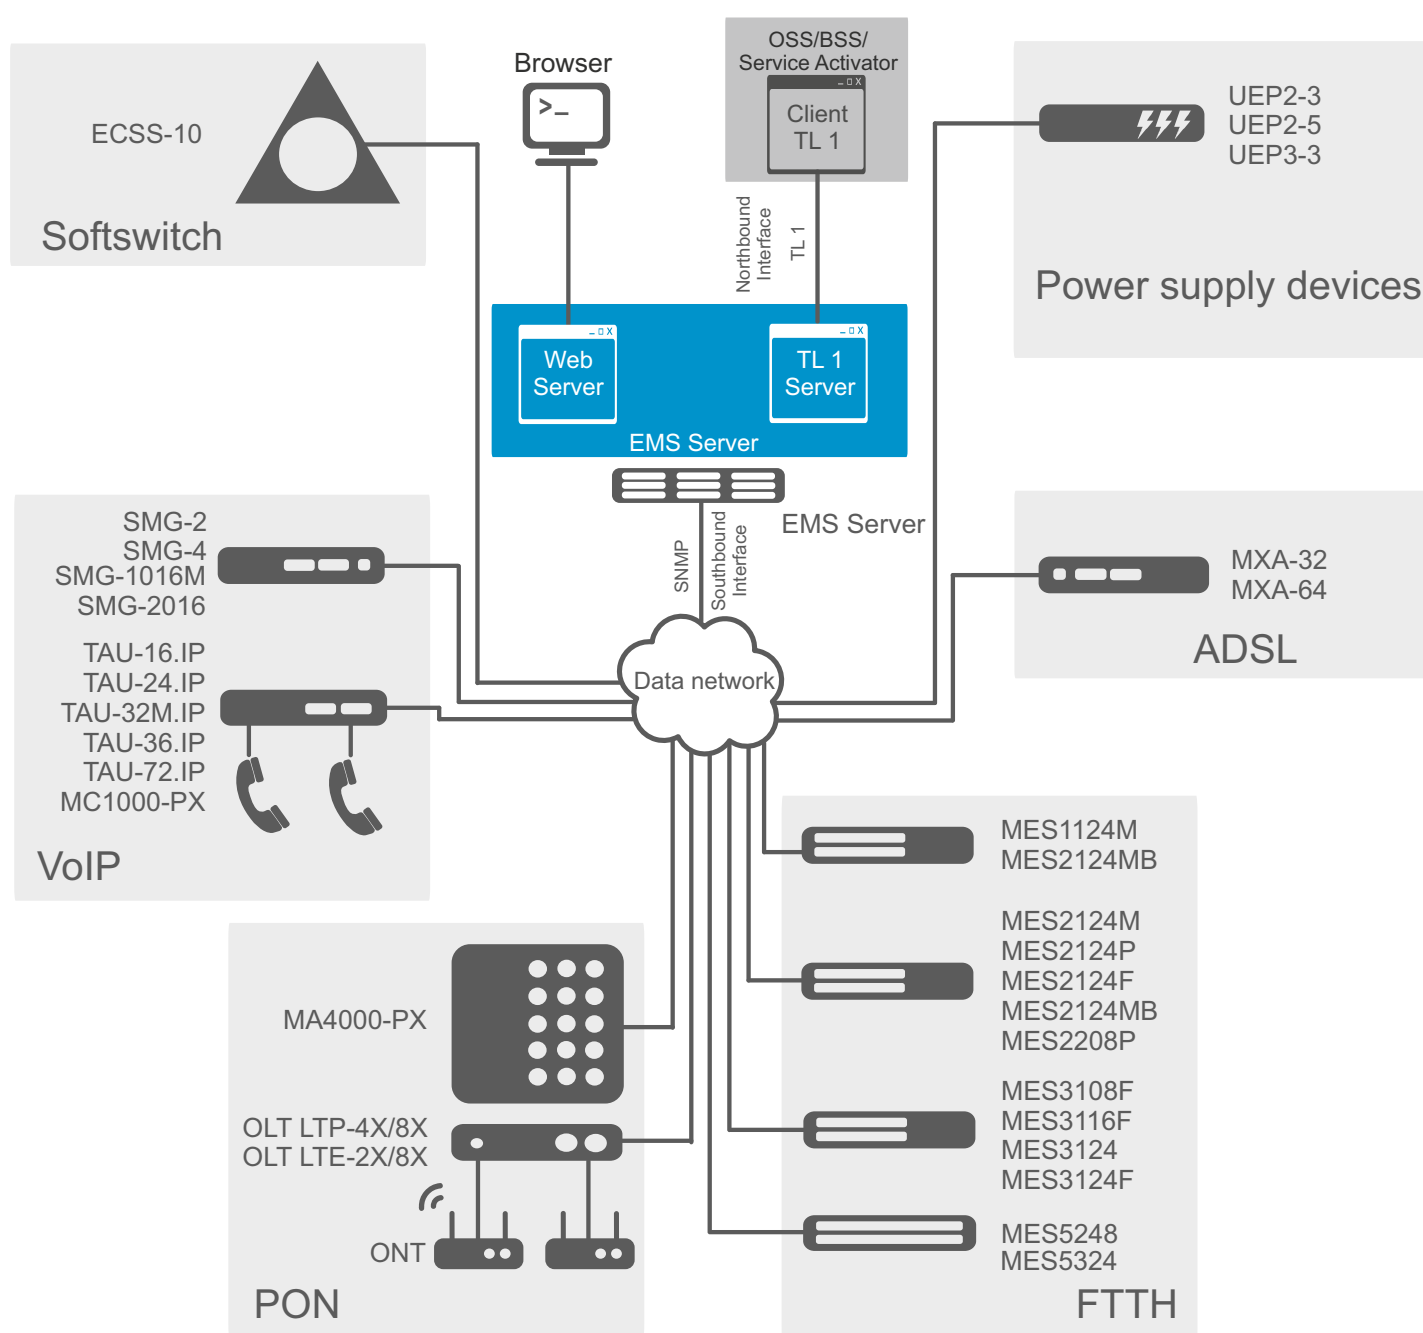 ECSS-10
Softswitch
Browser
>_
OSS/BSS/
Service Activator
Client
TL 1
Northbound
Interface
TL 1
UEP2-3
UEP2-5
UEP3-3
Power supply devices
Web
Server
TL 1
Server
EMS Server
EMS Server
SNMP
Southbound
Interface
SMG-2
SMG-4
SMG-1016M
SMG-2016
TAU-16.IP
TAU-24.IP
TAU-32M.IP
TAU-36.IP
TAU-72.IP
MC1000-PX
VoIP
Data network
MXA-32
MXA-64
ADSL
MA4000-PX
OLT LTP-4X/8X
OLT LTE-2X/8X
ONT
PON
MES1124M
MES2124MB
MES2124M
MES2124P
MES2124F
MES2124MB
MES2208P
MES3108F
MES3116F
MES3124
MES3124F
MES5248
MES5324
FTTH